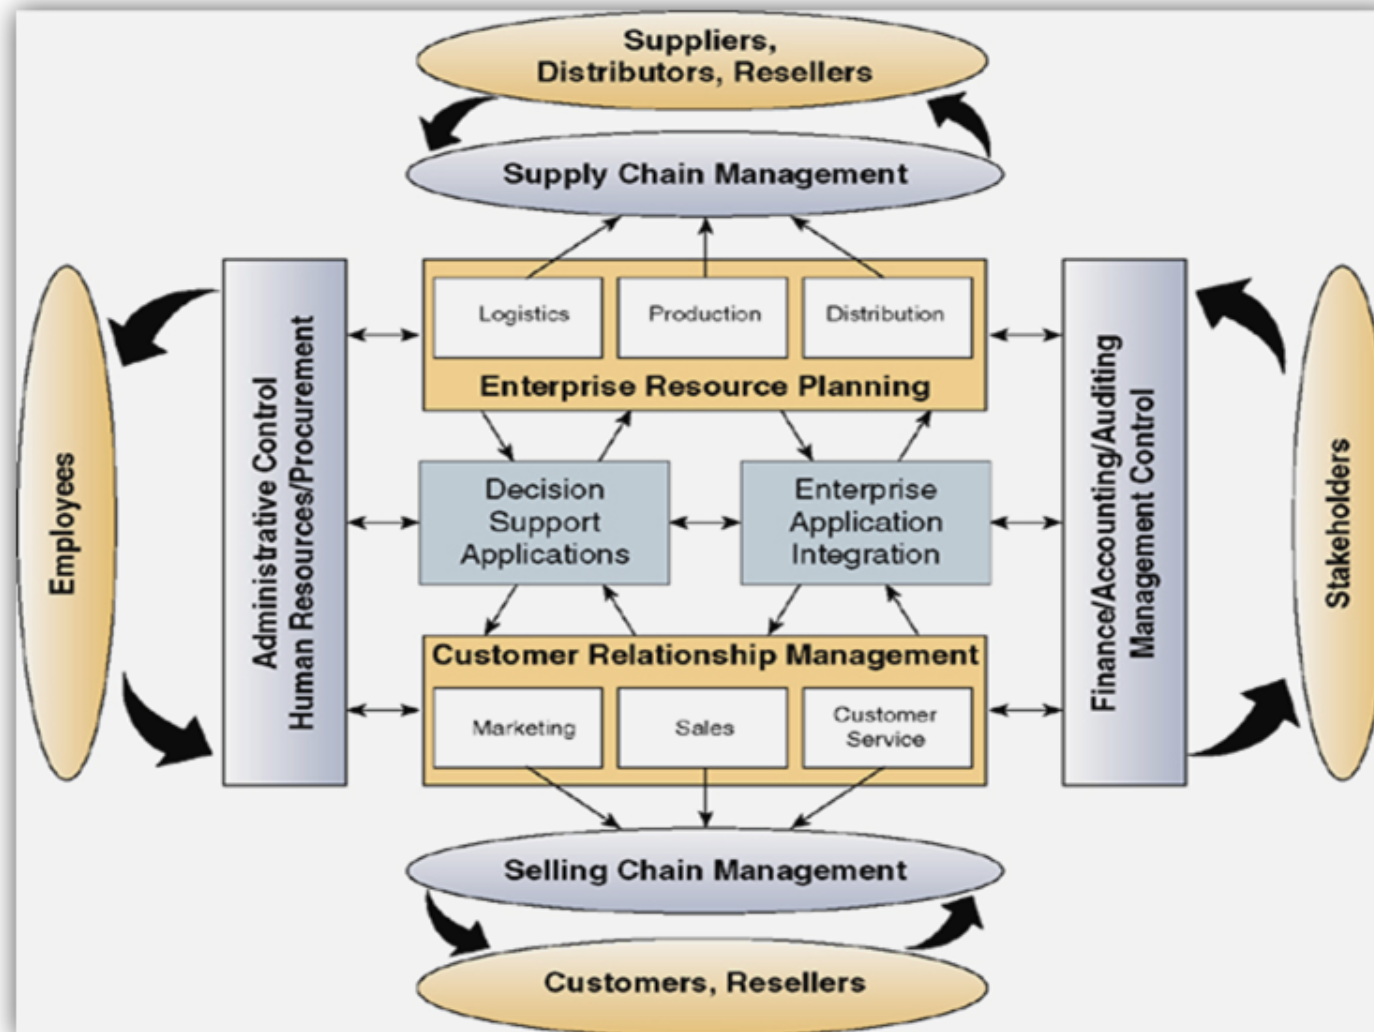 Suppliers,
Distributors, Resellers
Supply Chain Management
Logistics
Production
Distribution
Enterprise Resource Planning
Employees
Administrative Control
Human Resources/Procurement
Decision
Support
Applications
Enterprise
Application
Integration
Finance/Accounting/Auditing
Management Control
Stakeholders
Customer Relationship Management
Marketing
Sales
Customer
Service
Selling Chain Management
Customers, Resellers